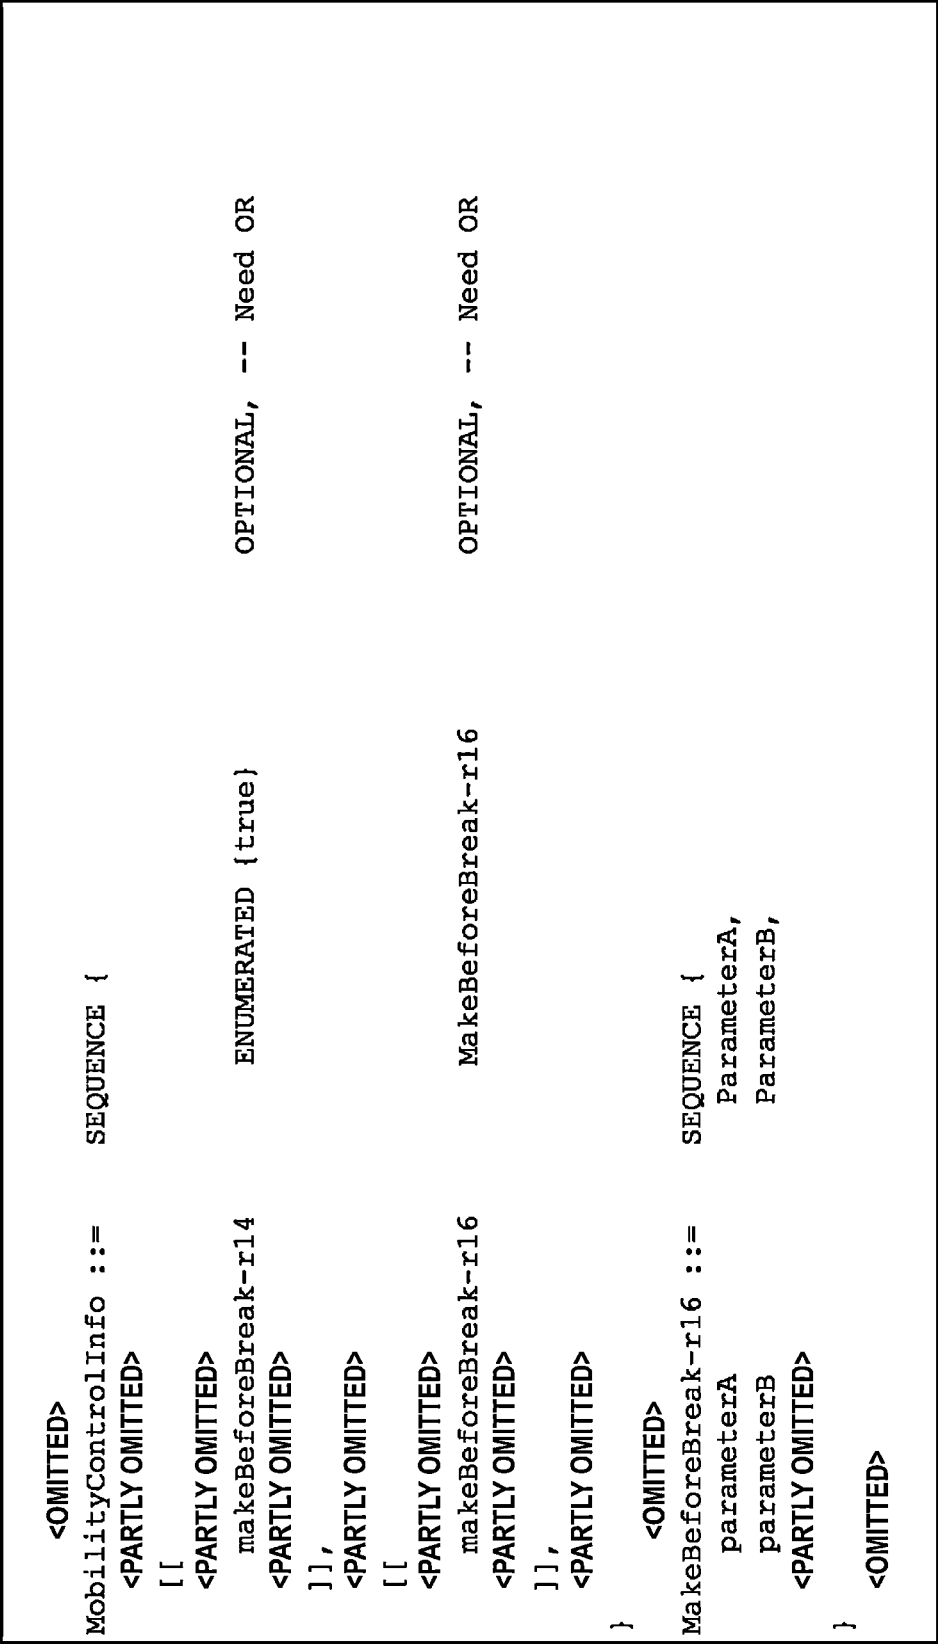 <OMITTED>
MobilityControlInfo ::= SEQUENCE {
<PARTLY OMITTED>
[[
<PARTLY OMITTED>
makeBeforeBreak-r14 ENUMERATED {true} OPTIONAL, -- Need OR
<PARTLY OMITTED>
]],
<PARTLY OMITTED>
[[
<PARTLY OMITTED>
makeBeforeBreak-r16 MakeBeforeBreak-r16 OPTIONAL, -- Need OR
<PARTLY OMITTED>
]],
<PARTLY OMITTED>
}
<OMITTED>
MakeBeforeBreak-r16 ::= SEQUENCE {
parameterA ParameterA,
parameterB ParameterB,
<PARTLY OMITTED>
}
<OMITTED>